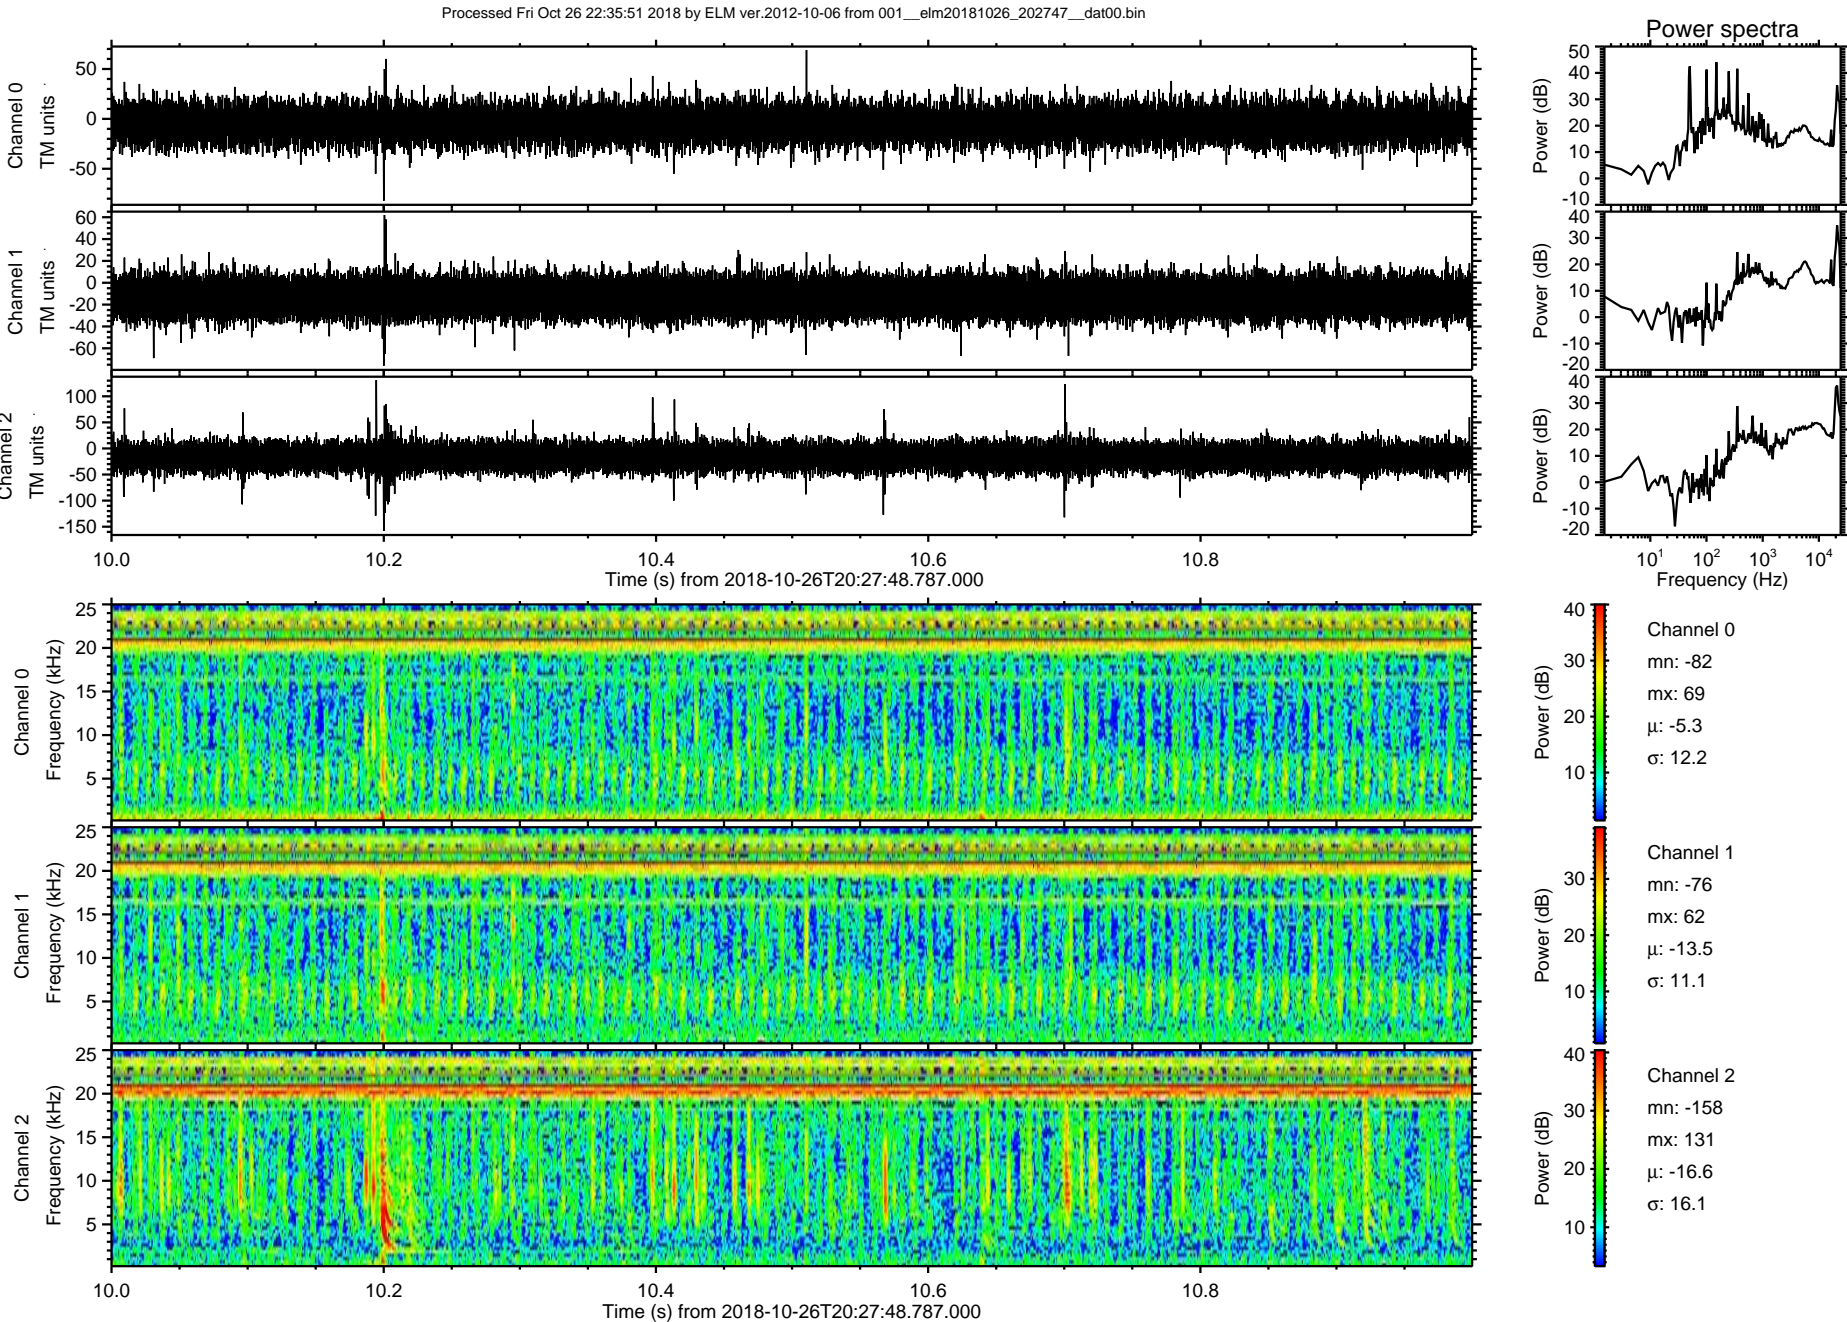 Processed Fri Oct 26 22:35:51 2018 by ELM ver.2012-10-06 from 001__elm20181026_202747__dat00.bin
Power spectra
Channel 0
TM units
50
0
-50
Power (dB)
50
40
30
20
10
0
-10
Channel 1
TM units
60
40
20
0
-20
-40
-60
Power (dB)
40
30
20
10
0
-10
-20
Channel 2
TM units
100
50
0
-50
-100
-150
Power (dB)
40
30
20
10
0
-10
-20
10.0 10.2 10.4 10.6 10.8
Time (s) from 2018-10-26T20:27:48.787.000
10^1 10^2 10^3 10^4
Frequency (Hz)
Channel 0
Frequency (kHz)
25
20
15
10
5
Power (dB)
40
30
20
10
Channel 0
mn: -82
mx: 69
μ: -5.3
σ: 12.2
Channel 1
Frequency (kHz)
25
20
15
10
5
Power (dB)
30
20
10
Channel 1
mn: -76
mx: 62
μ: -13.5
σ: 11.1
Channel 2
Frequency (kHz)
25
20
15
10
5
Power (dB)
40
30
20
10
Channel 2
mn: -158
mx: 131
μ: -16.6
σ: 16.1
10.0 10.2 10.4 10.6 10.8
Time (s) from 2018-10-26T20:27:48.787.000